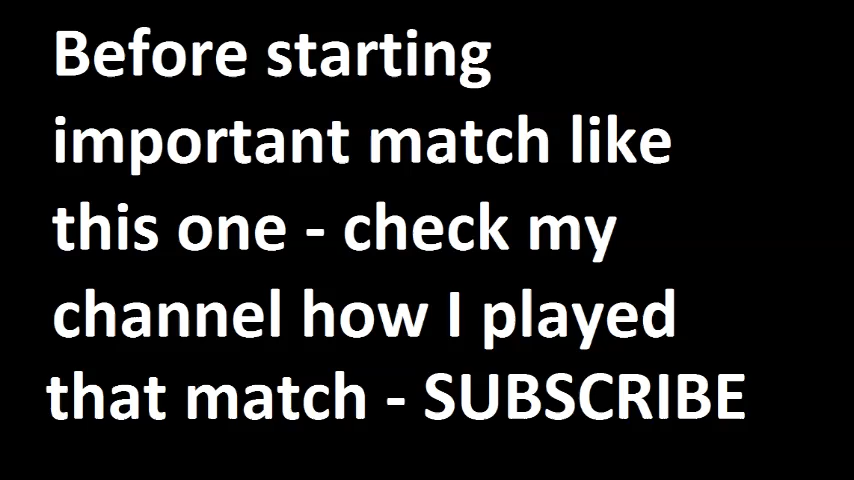 Before starting
important match like
this one - check my
channel how I played
that match - SUBSCRIBE